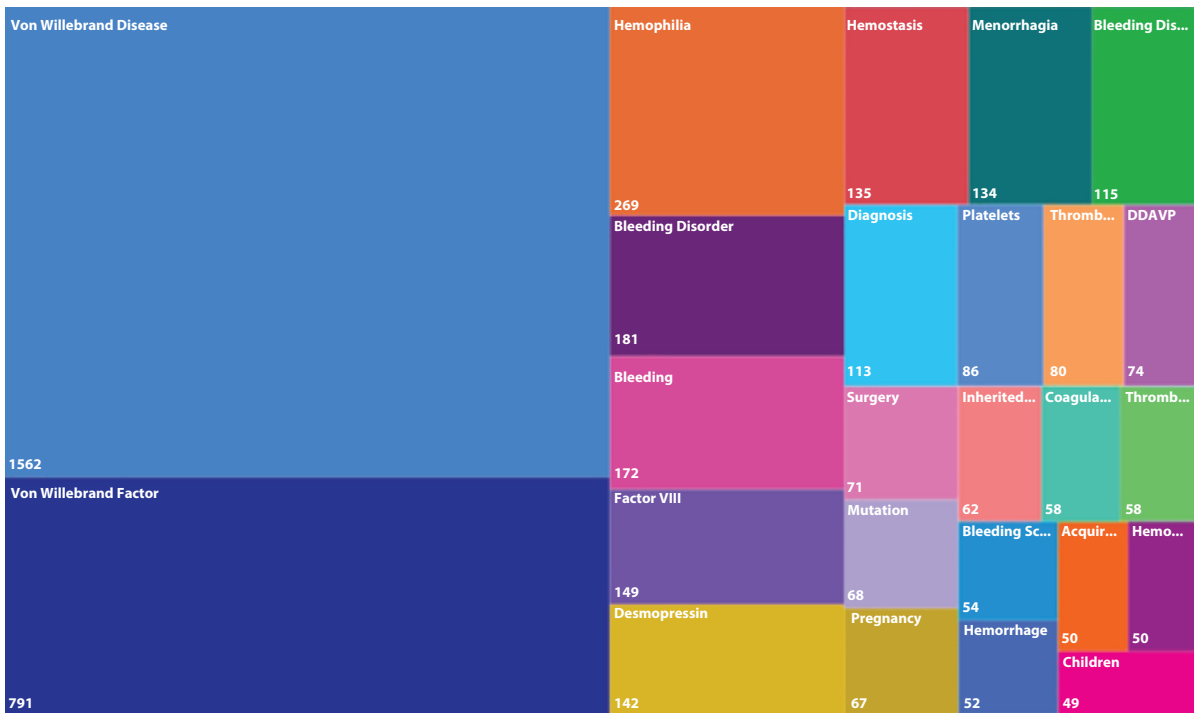 Von Willebrand Disease
1562
Von Willebrand Factor
791
Hemophilia
269
Bleeding Disorder
181
Bleeding
172
Factor VIII
149
Desmopressin
142
Hemostasis
135
Menorrhagia
134
Bleeding Dis...
115
Diagnosis
113
Platelets
86
Thromb...
80
DDAVP
74
Surgery
71
Mutation
68
Pregnancy
67
Inherited...
62
Coagula...
58
Thromb...
58
Bleeding Sc...
54
Hemorrhage
52
Acquir...
50
Hemo...
50
Children
49